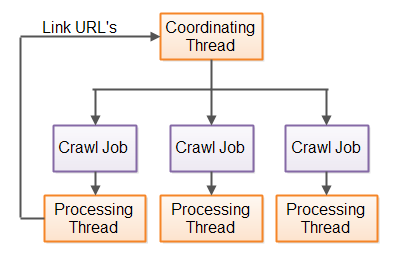 Link URL's
Coordinating
Thread
Crawl Job
Crawl Job
Crawl Job
Processing
Thread
Processing
Thread
Processing
Thread